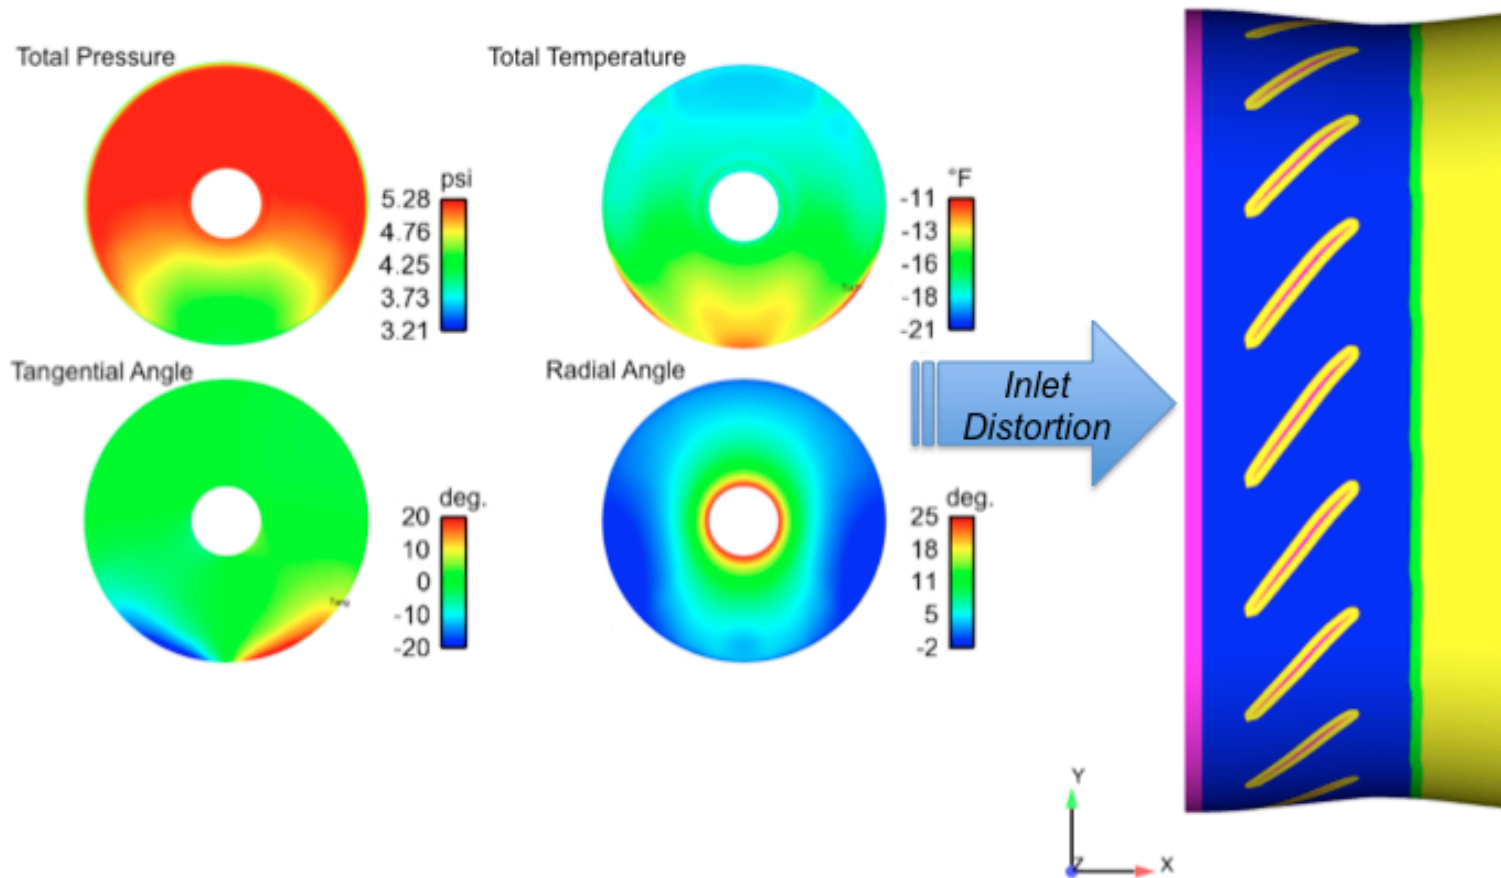 Total Pressure
psi
5.28
4.76
4.25
3.73
3.21
Total Temperature
°F
-11
-13
-16
-18
-21
Tangential Angle
deg.
20
10
0
-10
-20
Radial Angle
deg.
25
18
11
5
-2
Inlet
Distortion
Y
Z
X